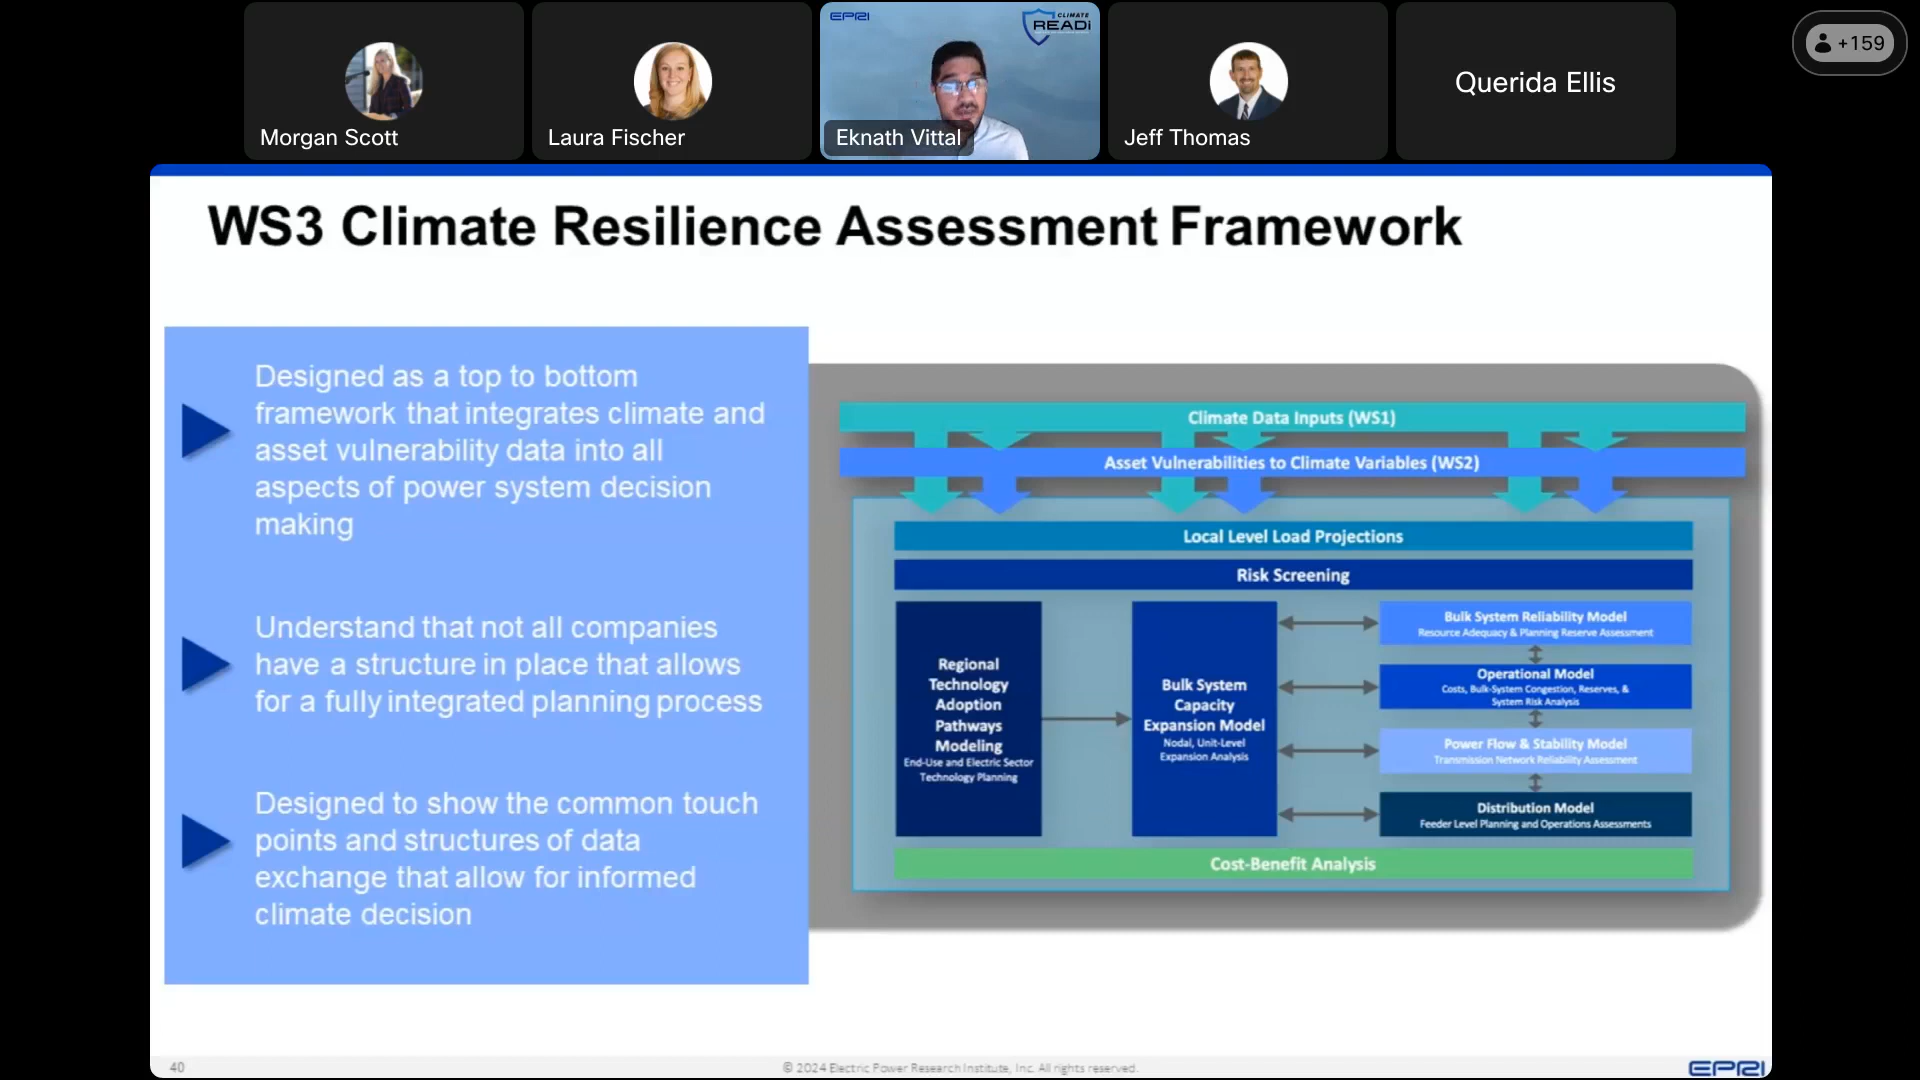 EPRI
CLIMATE
READi
+159
Morgan Scott
Laura Fischer
Eknath Vittal
Jeff Thomas
Querida Ellis
WS3 Climate Resilience Assessment Framework
Designed as a top to bottom
framework that integrates climate and
asset vulnerability data into all
aspects of power system decision
making
Understand that not all companies
have a structure in place that allows
for a fully integrated planning process
Designed to show the common touch
points and structures of data
exchange that allow for informed
climate decision
Climate Data Inputs (WS1)
Asset Vulnerabilities to Climate Variables (WS2)
Local Level Load Projections
Risk Screening
Regional
Technology
Adoption
Pathways
Modeling
End-Use and Electric Sector
Technology Planning
Bulk System
Capacity
Expansion Model
Nodal, Unit-Level
Expansion Analysis
Bulk System Reliability Model
Resource Adequacy & Planning Reserve Assessment
Operational Model
Costs, Bulk-System Congestion, Reserves, &
System Risk Analysis
Power Flow & Stability Model
Transmission Network Reliability Assessment
Distribution Model
Feeder Level Planning and Operations Assessments
Cost-Benefit Analysis
40
© 2024 Electric Power Research Institute, Inc. All rights reserved.
EPRI